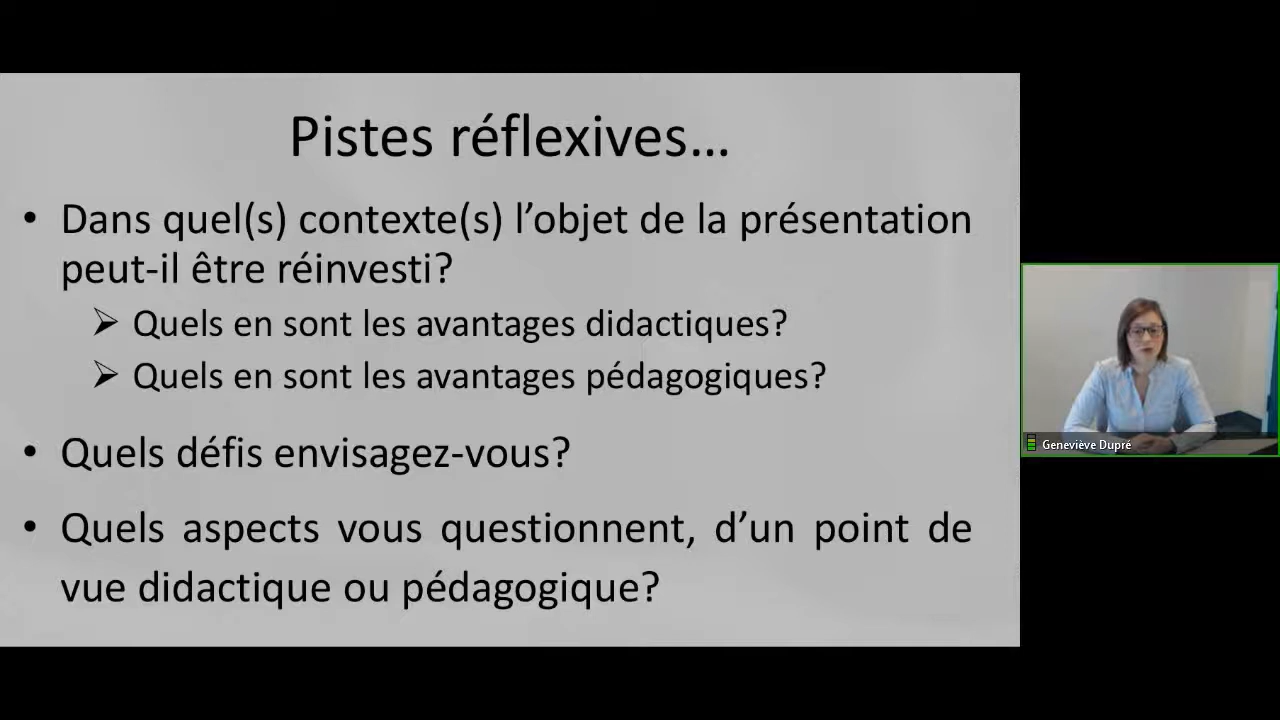 Pistes réflexives...
• Dans quel(s) contexte(s) l’objet de la présentation
peut-il être réinvesti?
➢ Quels en sont les avantages didactiques?
➢ Quels en sont les avantages pédagogiques?
• Quels défis envisagez-vous?
• Quels aspects vous questionnent, d’un point de
vue didactique ou pédagogique?
Geneviève Dupré